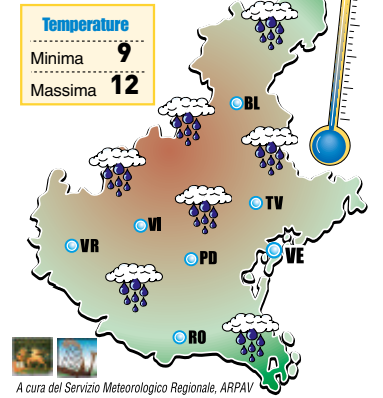 Temperature
Minima 9
Massima 12
BL
TV
VI
VR
PD
VE
RO
A cura del Servizio Meteorologico Regionale, ARPAV